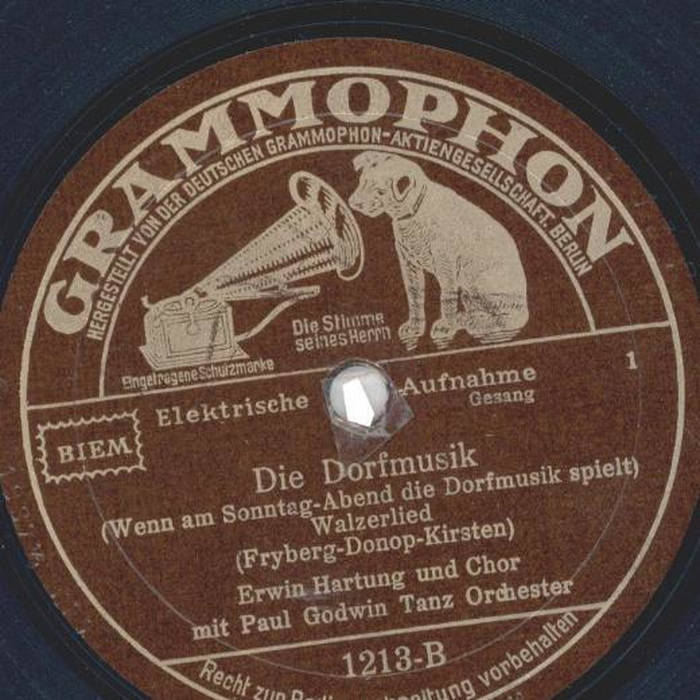 GRAMMOPHON
HERGESTELLT VON DER DEUTSCHEN GRAMMOPHON-AKTIENGESELLSCHAFT, BERLIN
Die Stimme
seines Herrn
Eingetragene Schutzmarke
1
Elektrische Aufnahme
Gesang
BIEM
Die Dorfmusik
(Wenn am Sonntag-Abend die Dorfmusik spielt)
Walzerlied
(Fryberg-Donop-Kirsten)
Erwin Hartung und Chor
mit Paul Godwin Tanz Orchester
1213-B
Recht zur vorbehalten